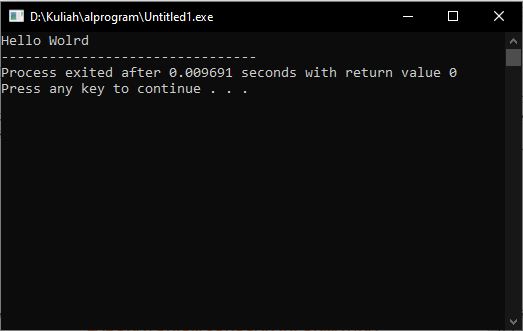 D:\Kuliah\alprogram\Untitled1.exe
Hello Wolrd
--------------------------------
Process exited after 0.009691 seconds with return value 0
Press any key to continue . . .